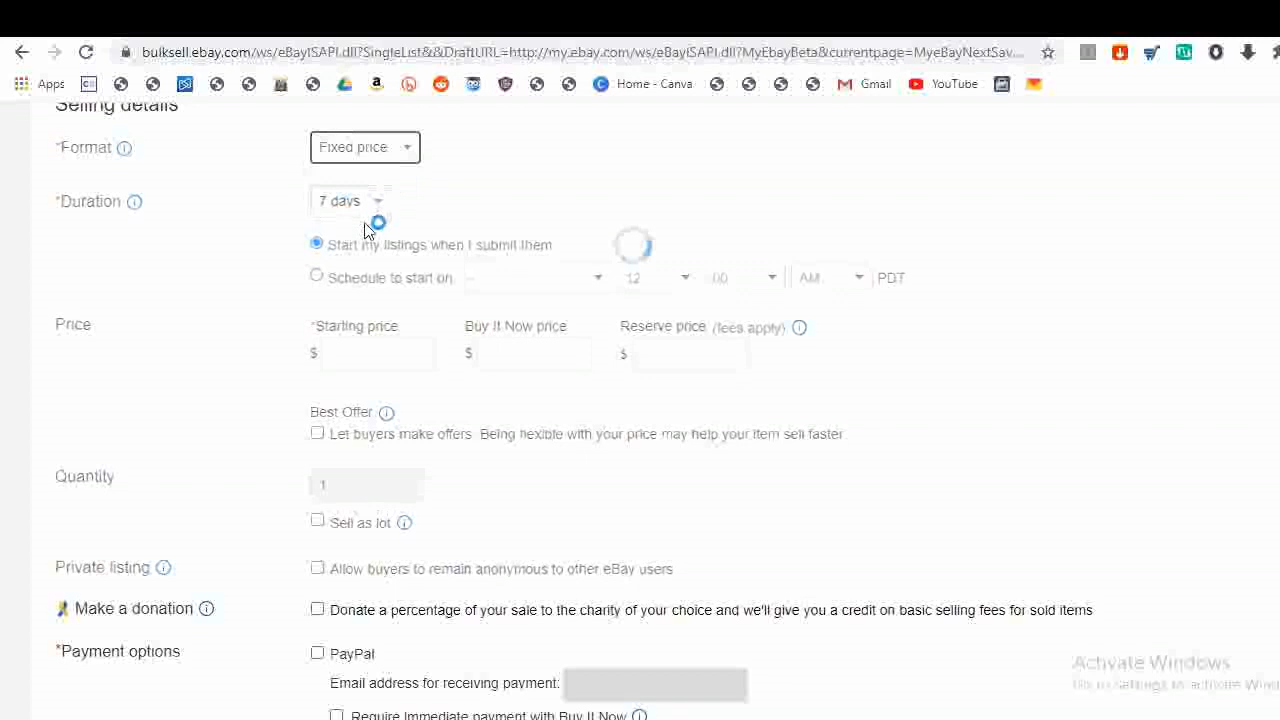 bulksell.ebay.com/ws/eBayISAPI.dll?SingleList&&DraftURL=http://my.ebay.com/ws/eBayISAPI.dll?MyEbayBeta&currentpage=MyeBayNextSav...
Apps Home - Canva Gmail YouTube
Selling details
*Format Fixed price
*Duration 7 days
Start my listings when I submit them
Schedule to start on -- 12 00 AM PDT
Price *Starting price Buy It Now price Reserve price (fees apply)
$ $ $
Best Offer
Let buyers make offers. Being flexible with your price may help your item sell faster
Quantity 1
Sell as lot
Private listing Allow buyers to remain anonymous to other eBay users
Make a donation Donate a percentage of your sale to the charity of your choice and we'll give you a credit on basic selling fees for sold items
*Payment options PayPal
Email address for receiving payment:
Require immediate payment with Buy It Now
Activate Windows
Go to Settings to activate Wind